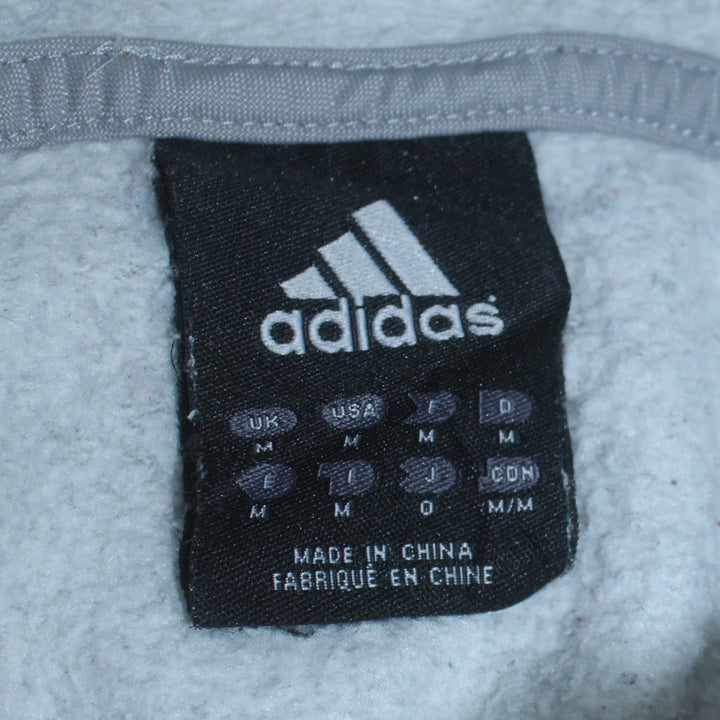 adidas
UK USA F D
M M M M
E I J CDN
M M O M/M
MADE IN CHINA
FABRIQUÉ EN CHINE